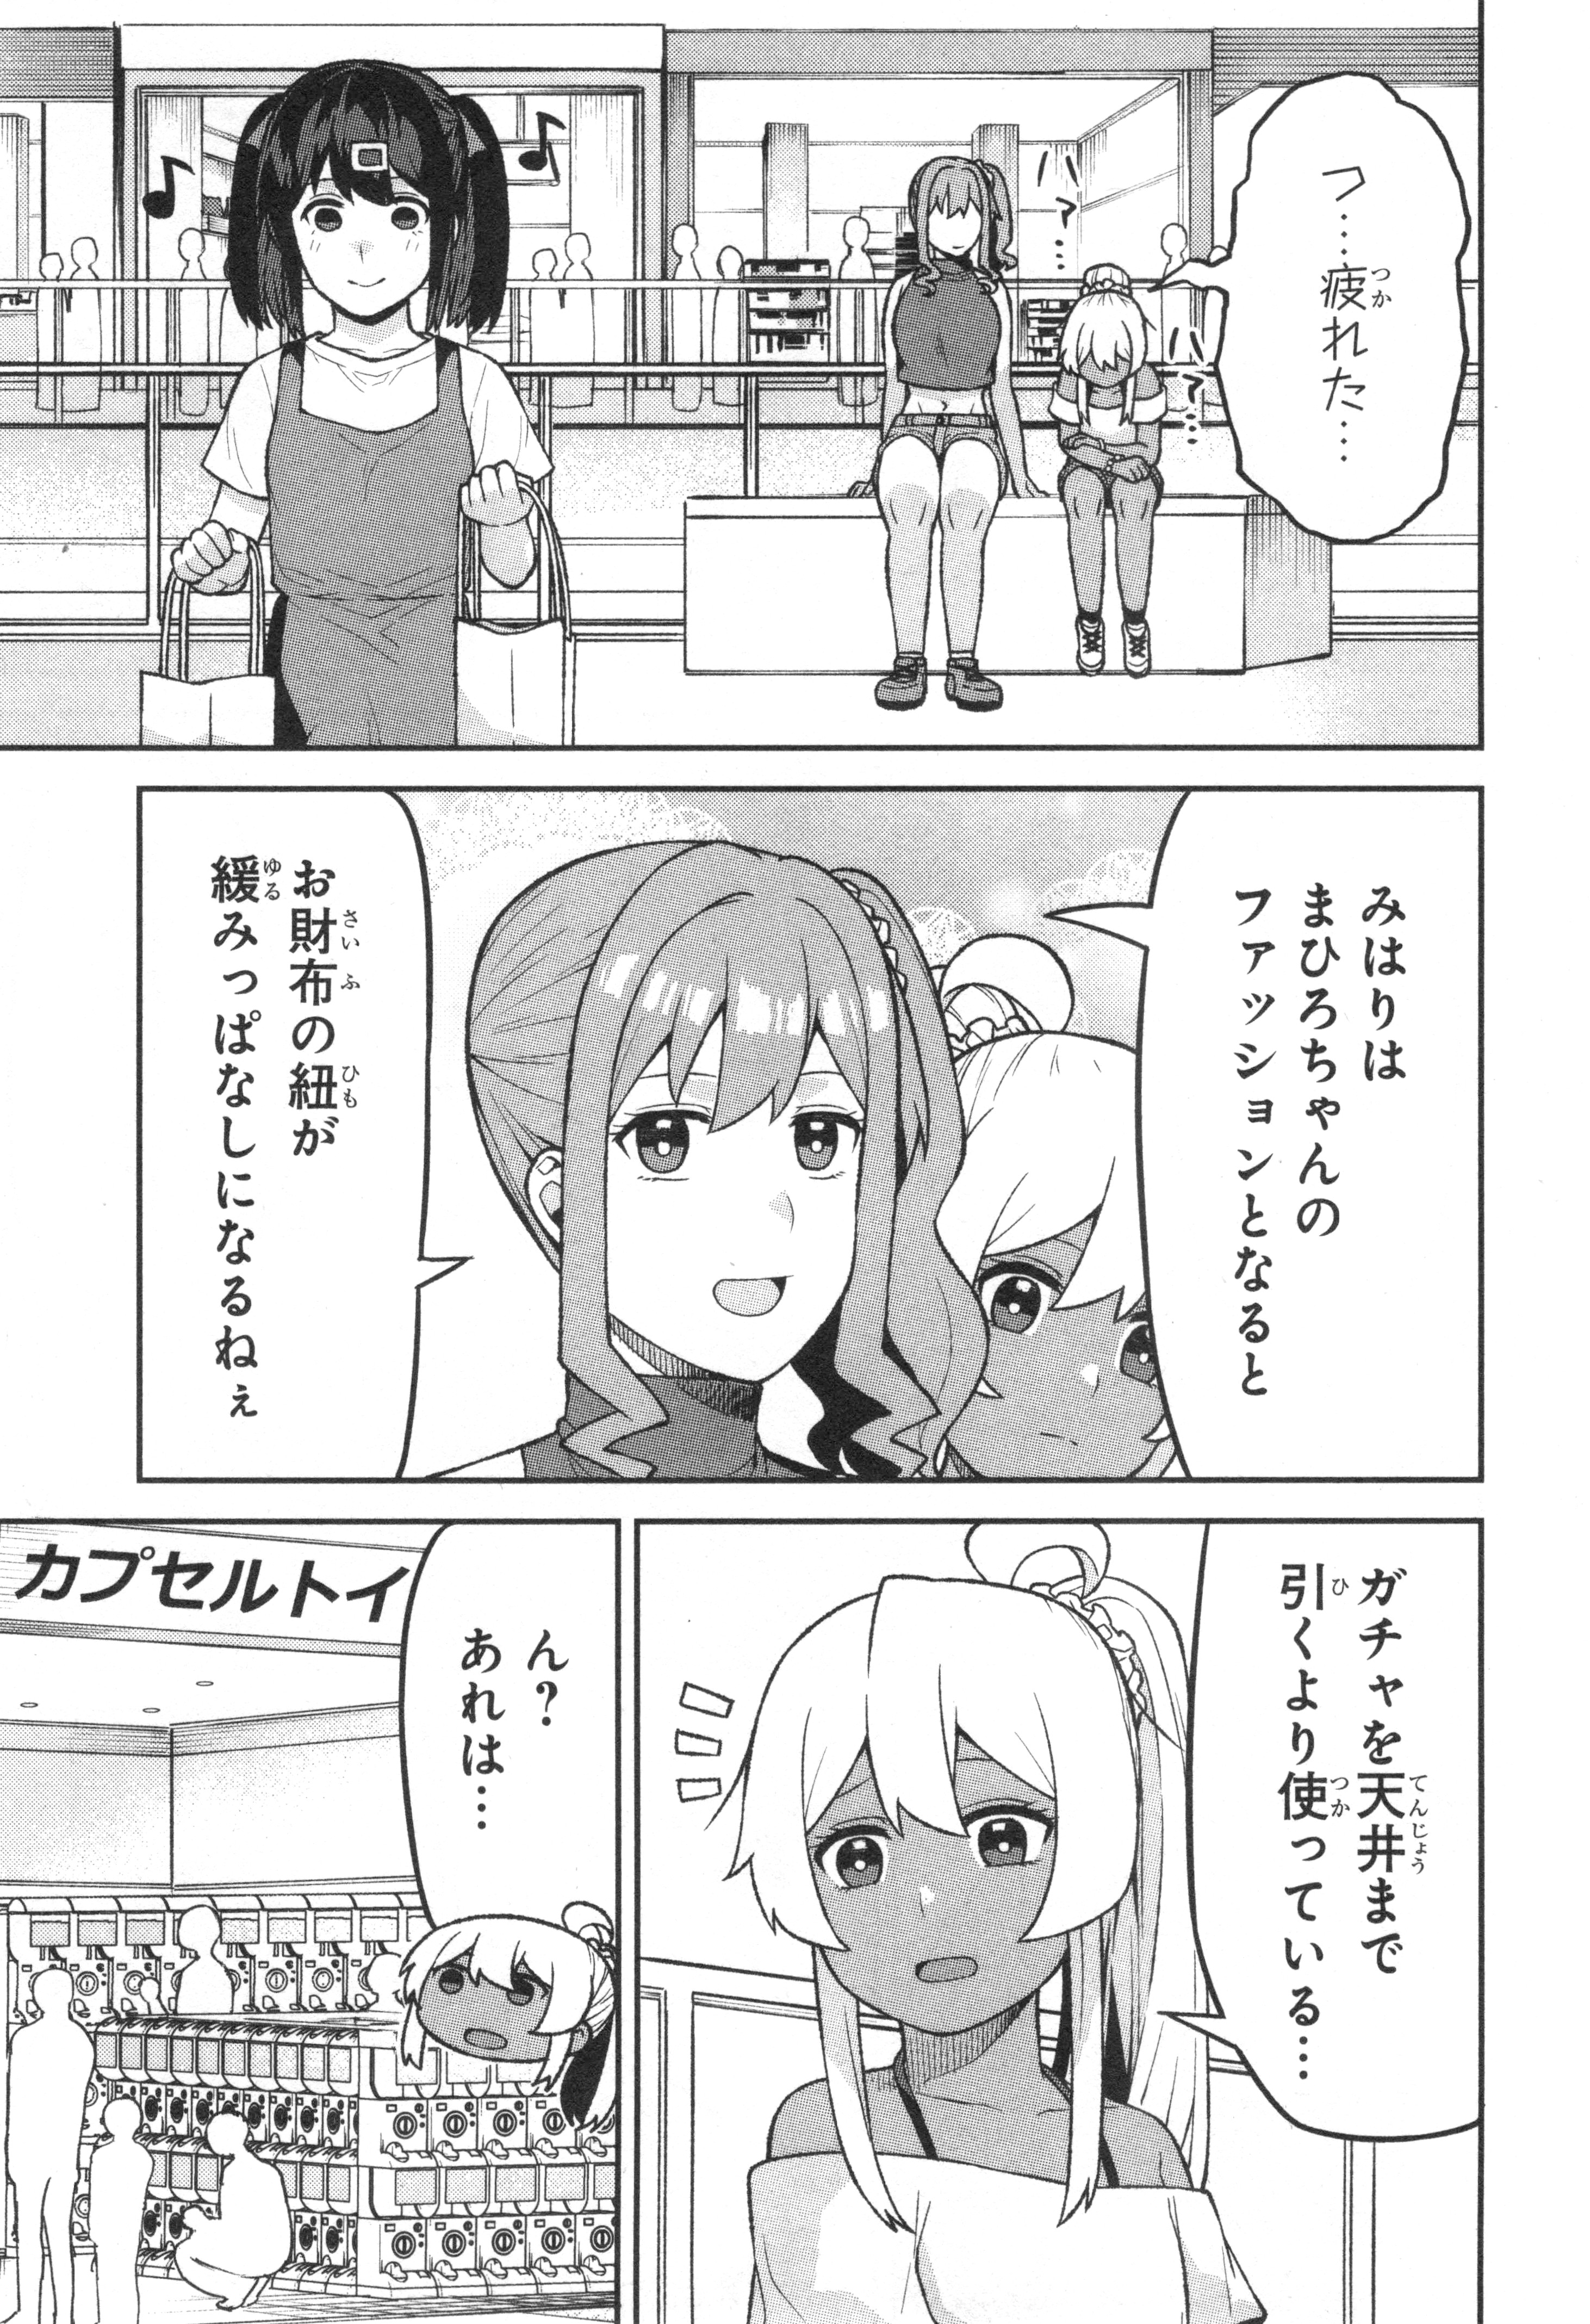 つ…疲れた…
ハァ…
ハァ…
みはりは
まひろちゃんの
ファッションとなると
お財布の紐が
緩みっぱなしになるねぇ
ガチャを天井まで
引くより使っている…
ん？
あれは…
カプセルトイ